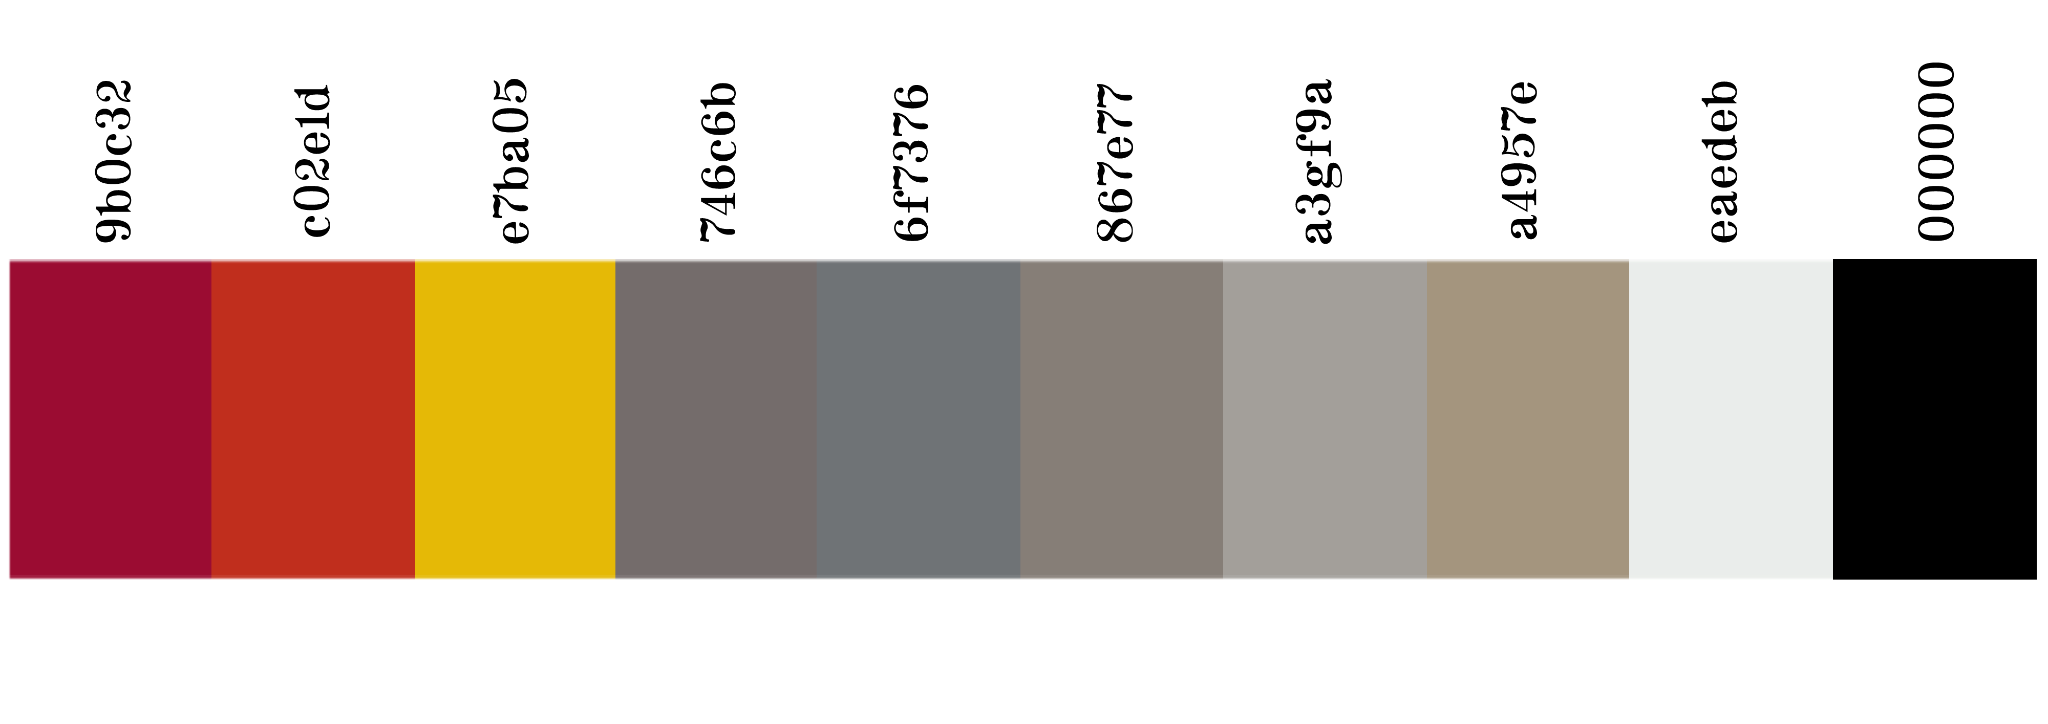 9b0c32
c02e1d
e7ba05
746c6b
6f7376
867e77
a3gf9a
a4957e
eaedeb
000000